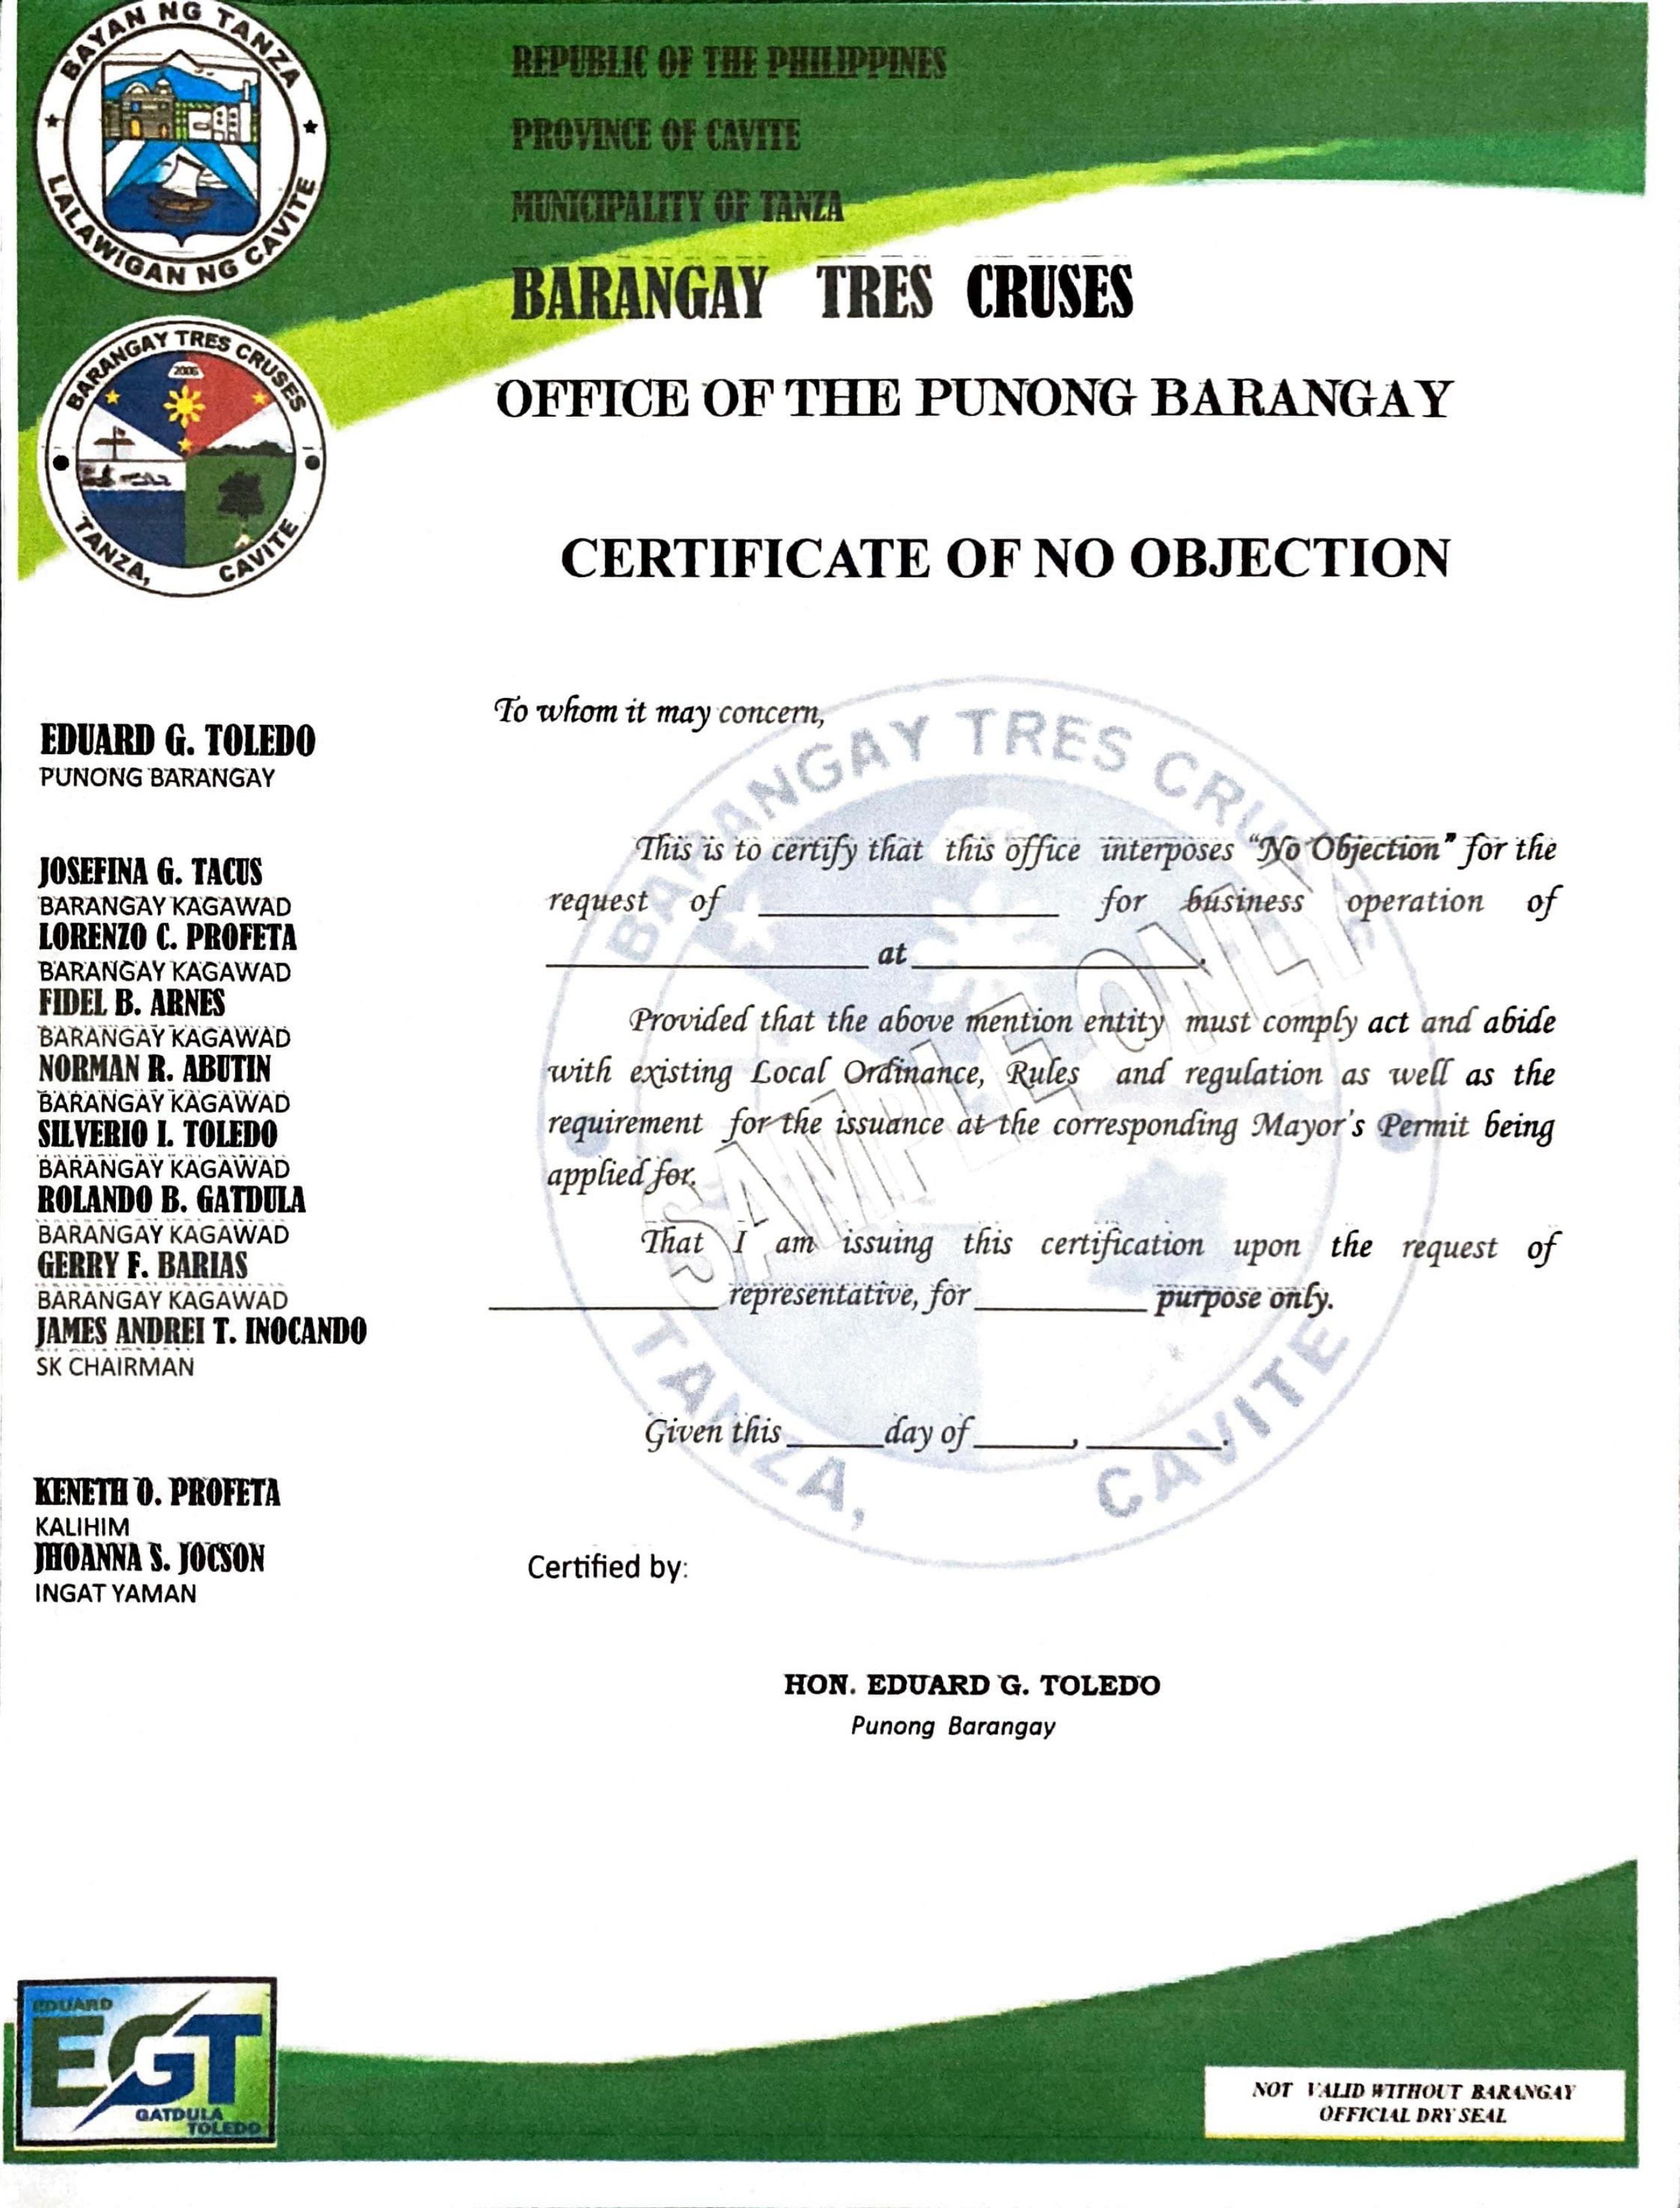 BAYAN NG TANZA
LALAWIGAN NG CAVITE
REPUBLIC OF THE PHILIPPINES
PROVINCE OF CAVITE
MUNICIPALITY OF TANZA
BARANGAY TRES CRUSES
OFFICE OF THE PUNONG BARANGAY
BARANGAY TRES CRUSES
2006
TANZA, CAVITE
CERTIFICATE OF NO OBJECTION
EDUARD G. TOLEDO
PUNONG BARANGAY
JOSEFINA G. TACUS
BARANGAY KAGAWAD
LORENZO C. PROFETA
BARANGAY KAGAWAD
FIDEL B. ARNES
BARANGAY KAGAWAD
NORMAN R. ABUTIN
BARANGAY KAGAWAD
SILVERIO I. TOLEDO
BARANGAY KAGAWAD
ROLANDO B. GATDULA
BARANGAY KAGAWAD
GERRY F. BARIAS
BARANGAY KAGAWAD
JAMES ANDREI T. INOCANDO
SK CHAIRMAN
KENETH O. PROFETA
KALIHIM
JHOANNA S. JOCSON
INGAT YAMAN
To whom it may concern,
This is to certify that this office interposes “No Objection” for the
request of ____________ for business operation of
____________ at ____________.
Provided that the above mention entity must comply act and abide
with existing Local Ordinance, Rules and regulation as well as the
requirement for the issuance at the corresponding Mayor's Permit being
applied for.
That I am issuing this certification upon the request of
____________ representative, for ____________ purpose only.
Given this _____ day of _____, _______.
BARANGAY TRES CRUSES
TANZA, CAVITE
SAMPLE ONLY
Certified by:
HON. EDUARD G. TOLEDO
Punong Barangay
EDUARD
EGT
GATDULA
TOLEDO
NOT VALID WITHOUT BARANGAY
OFFICIAL DRY SEAL